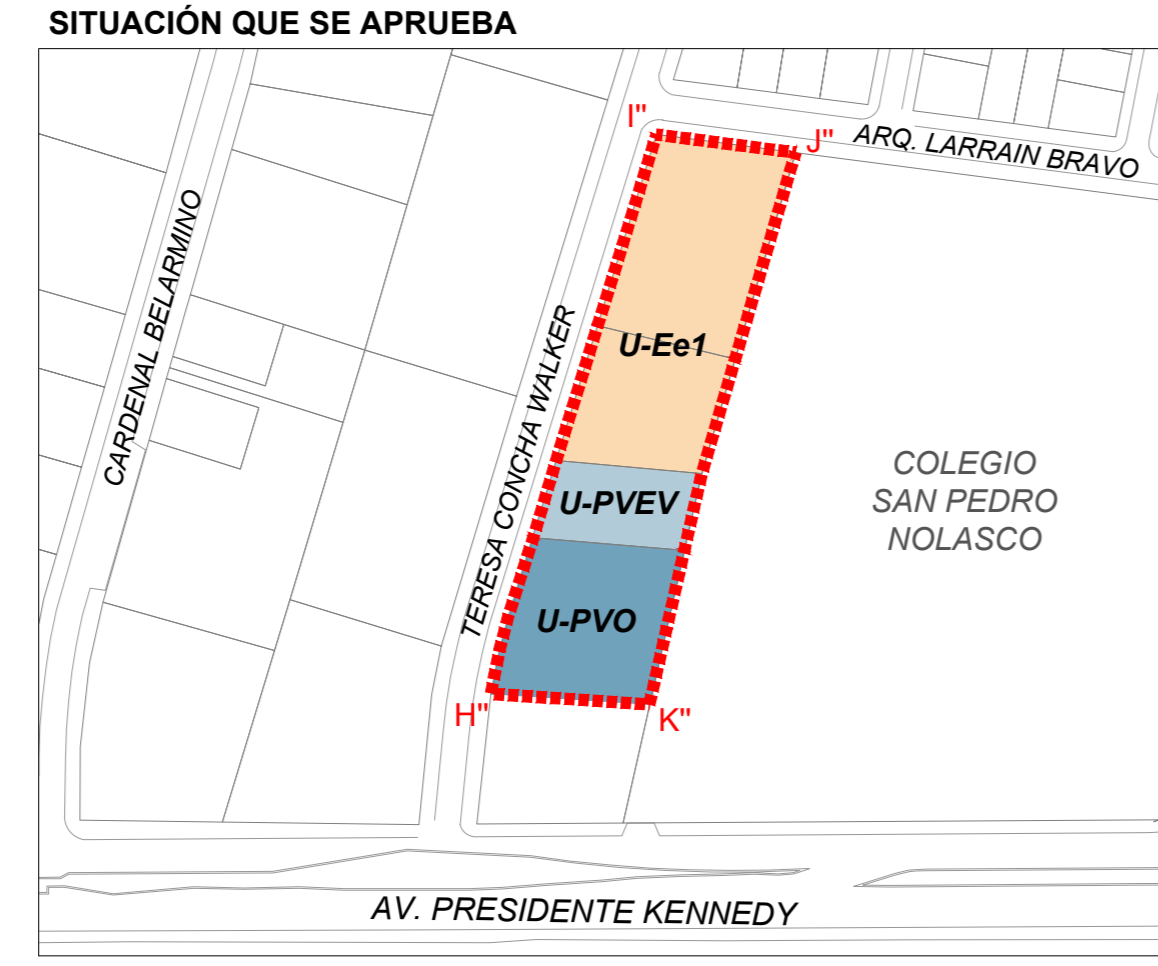 SITUACIÓN QUE SE APRUEBA
I"
J"
ARQ. LARRAIN BRAVO
CARDENAL BELARMINO
TERESA CONCHA WALKER
U-Ee1
COLEGIO
SAN PEDRO
NOLASCO
U-PVEV
U-PVO
H"
K"
AV. PRESIDENTE KENNEDY